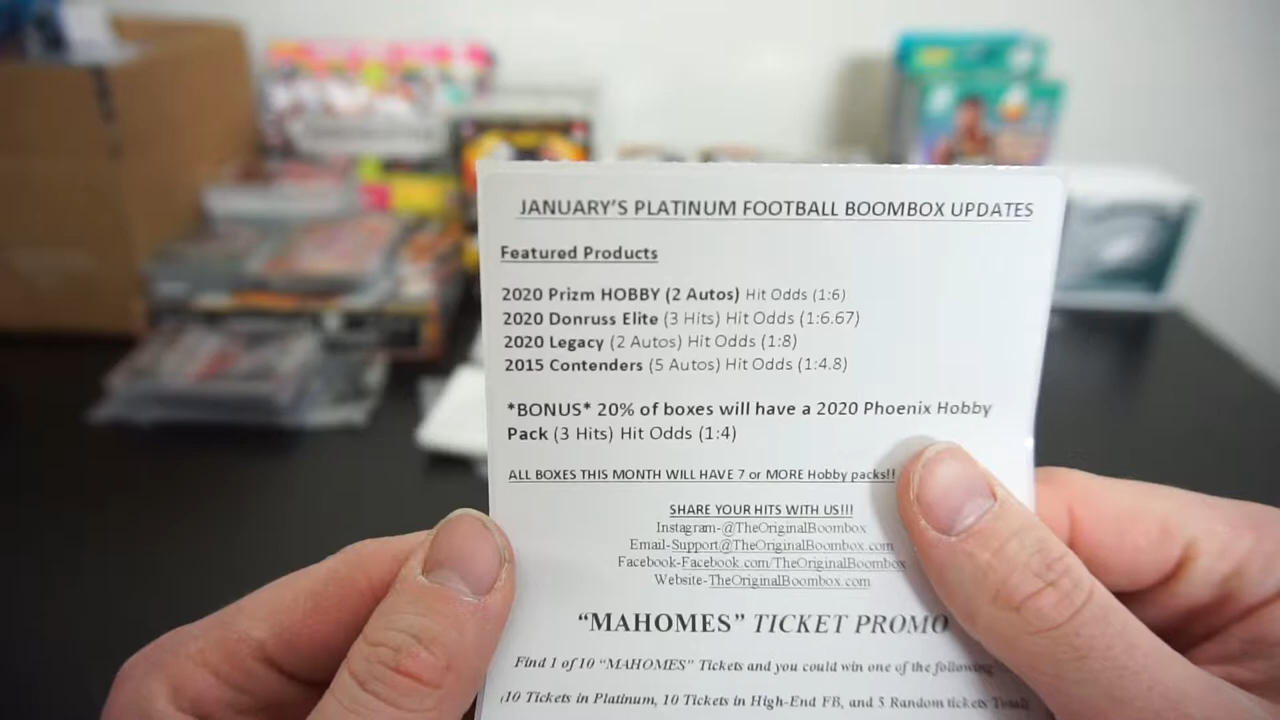 JANUARY'S PLATINUM FOOTBALL BOOMBOX UPDATES
Featured Products
2020 Prizm HOBBY (2 Autos) Hit Odds (1:6)
2020 Donruss Elite (3 Hits) Hit Odds (1:6.67)
2020 Legacy (2 Autos) Hit Odds (1:8)
2015 Contenders (5 Autos) Hit Odds (1:4.8)
*BONUS* 20% of boxes will have a 2020 Phoenix Hobby
Pack (3 Hits) Hit Odds (1:4)
ALL BOXES THIS MONTH WILL HAVE 7 or MORE Hobby packs!!
SHARE YOUR HITS WITH US!!!
Instagram-@TheOriginalBoombox
Email-Support@TheOriginalBoombox.com
Facebook-Facebook.com/TheOriginalBoombox
Website-TheOriginalBoombox.com
"MAHOMES" TICKET PROMO
Find 1 of 10 "MAHOMES" Tickets and you could win one of the following
(10 Tickets in Platinum, 10 Tickets in High-End FB, and 5 Random tickets Total)